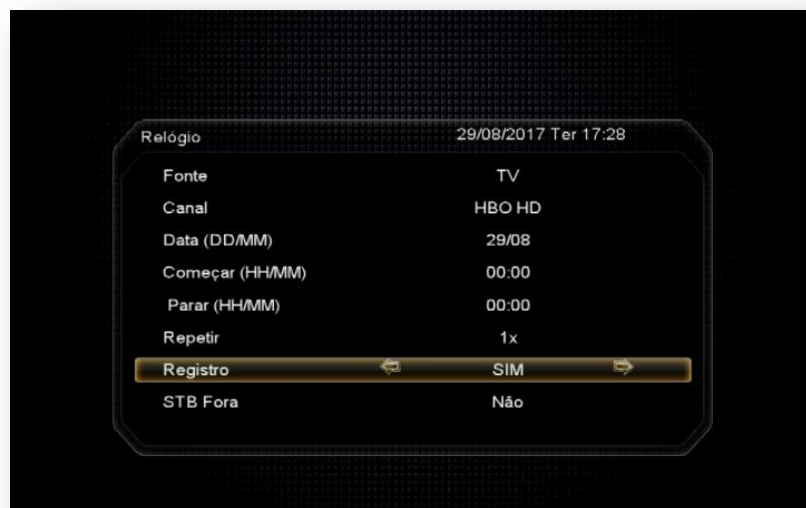 Relógio 29/08/2017 Ter 17:28
Fonte TV
Canal HBO HD
Data (DD/MM) 29/08
Começar (HH/MM) 00:00
Parar (HH/MM) 00:00
Repetir 1x
Registro SIM
STB Fora Não